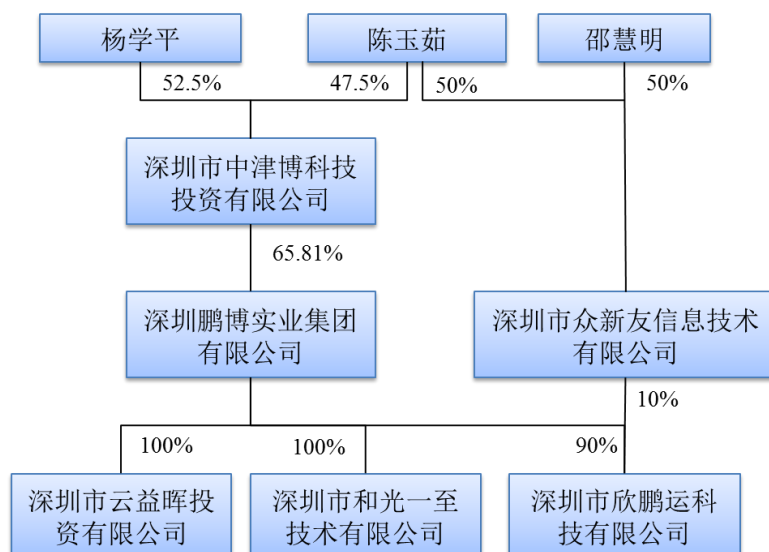 杨学平
陈玉茹
邵慧明
52.5%
47.5%
50%
50%
深圳市中津博科技
投资有限公司
65.81%
深圳鹏博实业集团
有限公司
深圳市众新友信息技术
有限公司
10%
100%
100%
90%
深圳市云益晖投
资有限公司
深圳市和光一至
技术有限公司
深圳市欣鹏运科
技有限公司